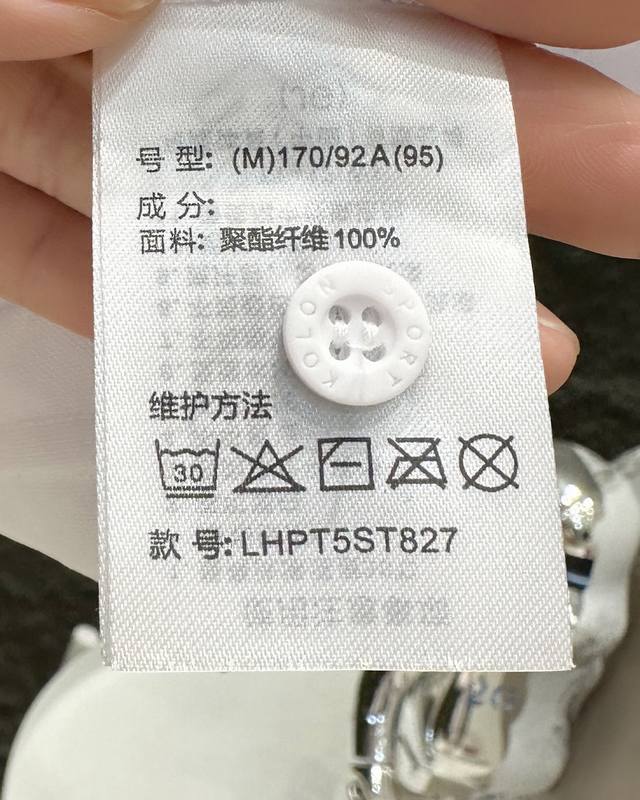 号 型: (M)170/92A(95)
成 分:
面料: 聚酯纤维100%
KOLON SPORT
维护方法
30
款 号: LHPT5ST827